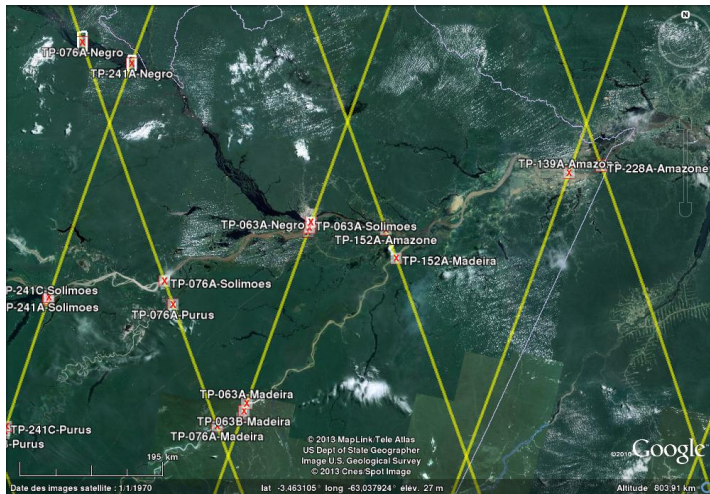 N
TP-076A-Negro
TP-241A-Negro
TP-139A-Amazo
TP-228A-Amazone
TP-063A-Negro
TP-063A-Solimoes
TP-152A-Amazone
TP-152A-Madeira
TP-076A-Solimoes
P-241C-Solimoes
TP-241A-Solimoes
TP-076A-Purus
TP-063A-Madeira
TP-063B-Madeira
TP-076A-Madeira
TP-241C-Purus
-Purus
195 km
© 2013 MapLink/Tele Atlas
US Dept of State Geographer
Image U.S. Geological Survey
© 2013 Cnes Spot Image
©2010 Google
Date des images satellite : 1/1/1970
lat -3.463105° long -63.037924° élév. 27 m
Altitude 803.91 km